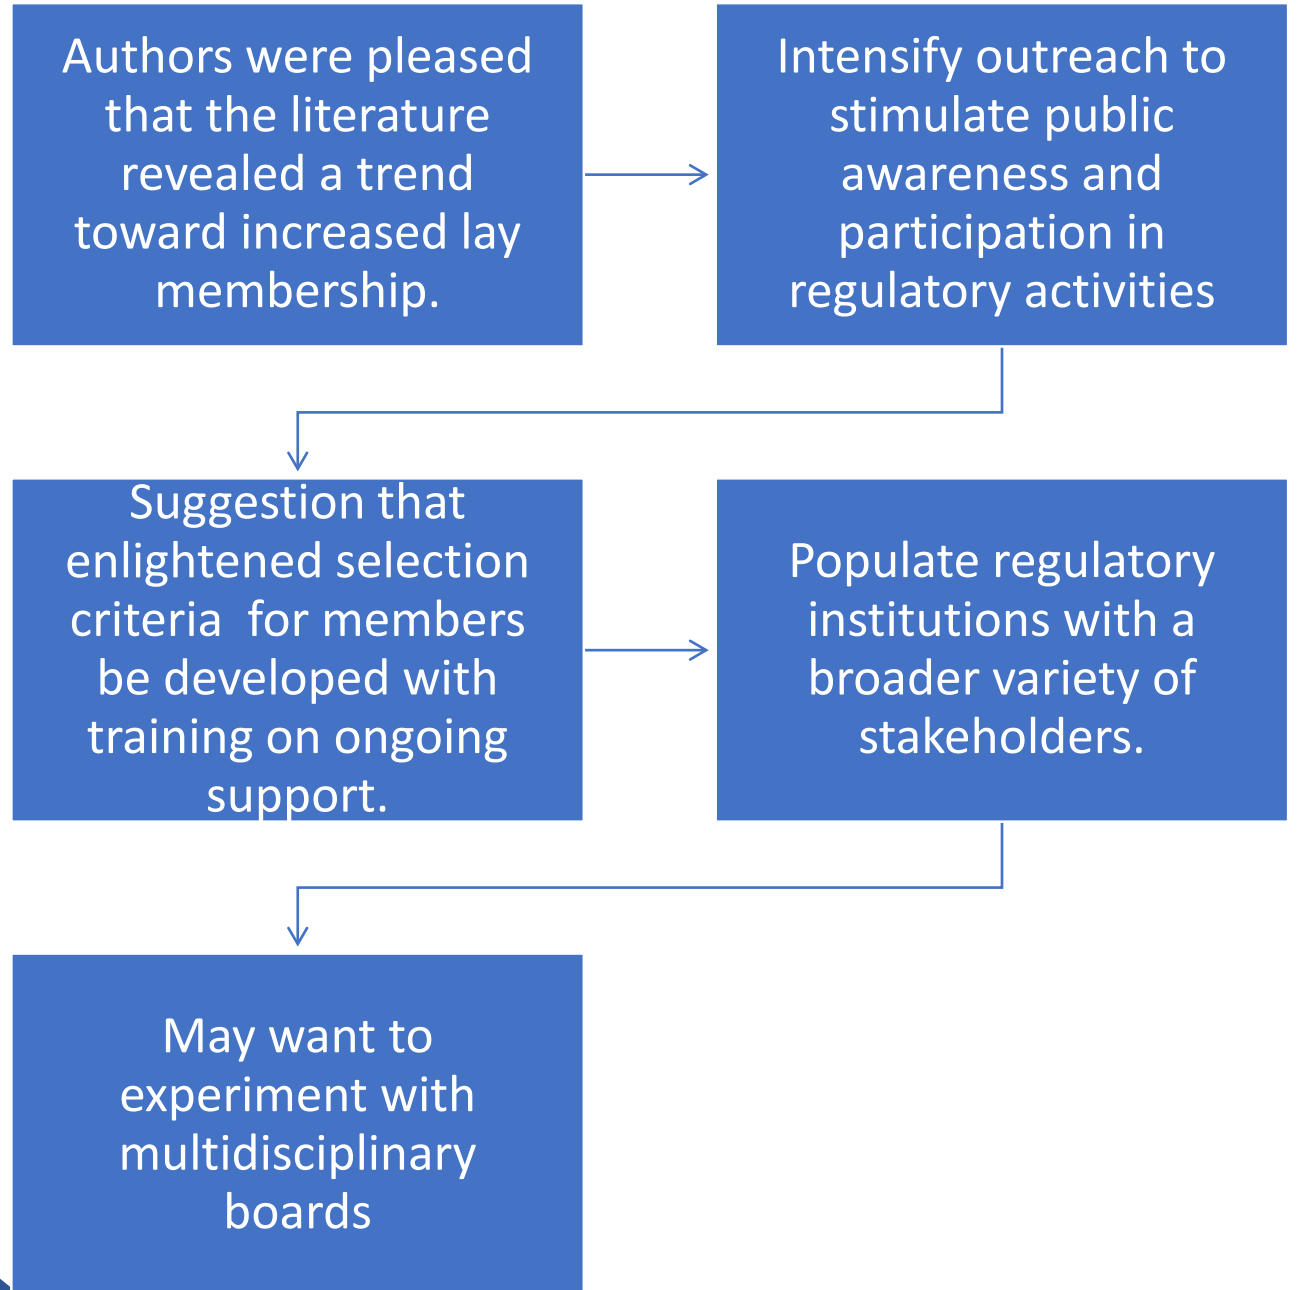 Authors were pleased
that the literature
revealed a trend
toward increased lay
membership.
Intensify outreach to
stimulate public
awareness and
participation in
regulatory activities
Suggestion that
enlightened selection
criteria  for members
be developed with
training on ongoing
support.
Populate regulatory
institutions with a
broader variety of
stakeholders.
May want to
experiment with
multidisciplinary
boards